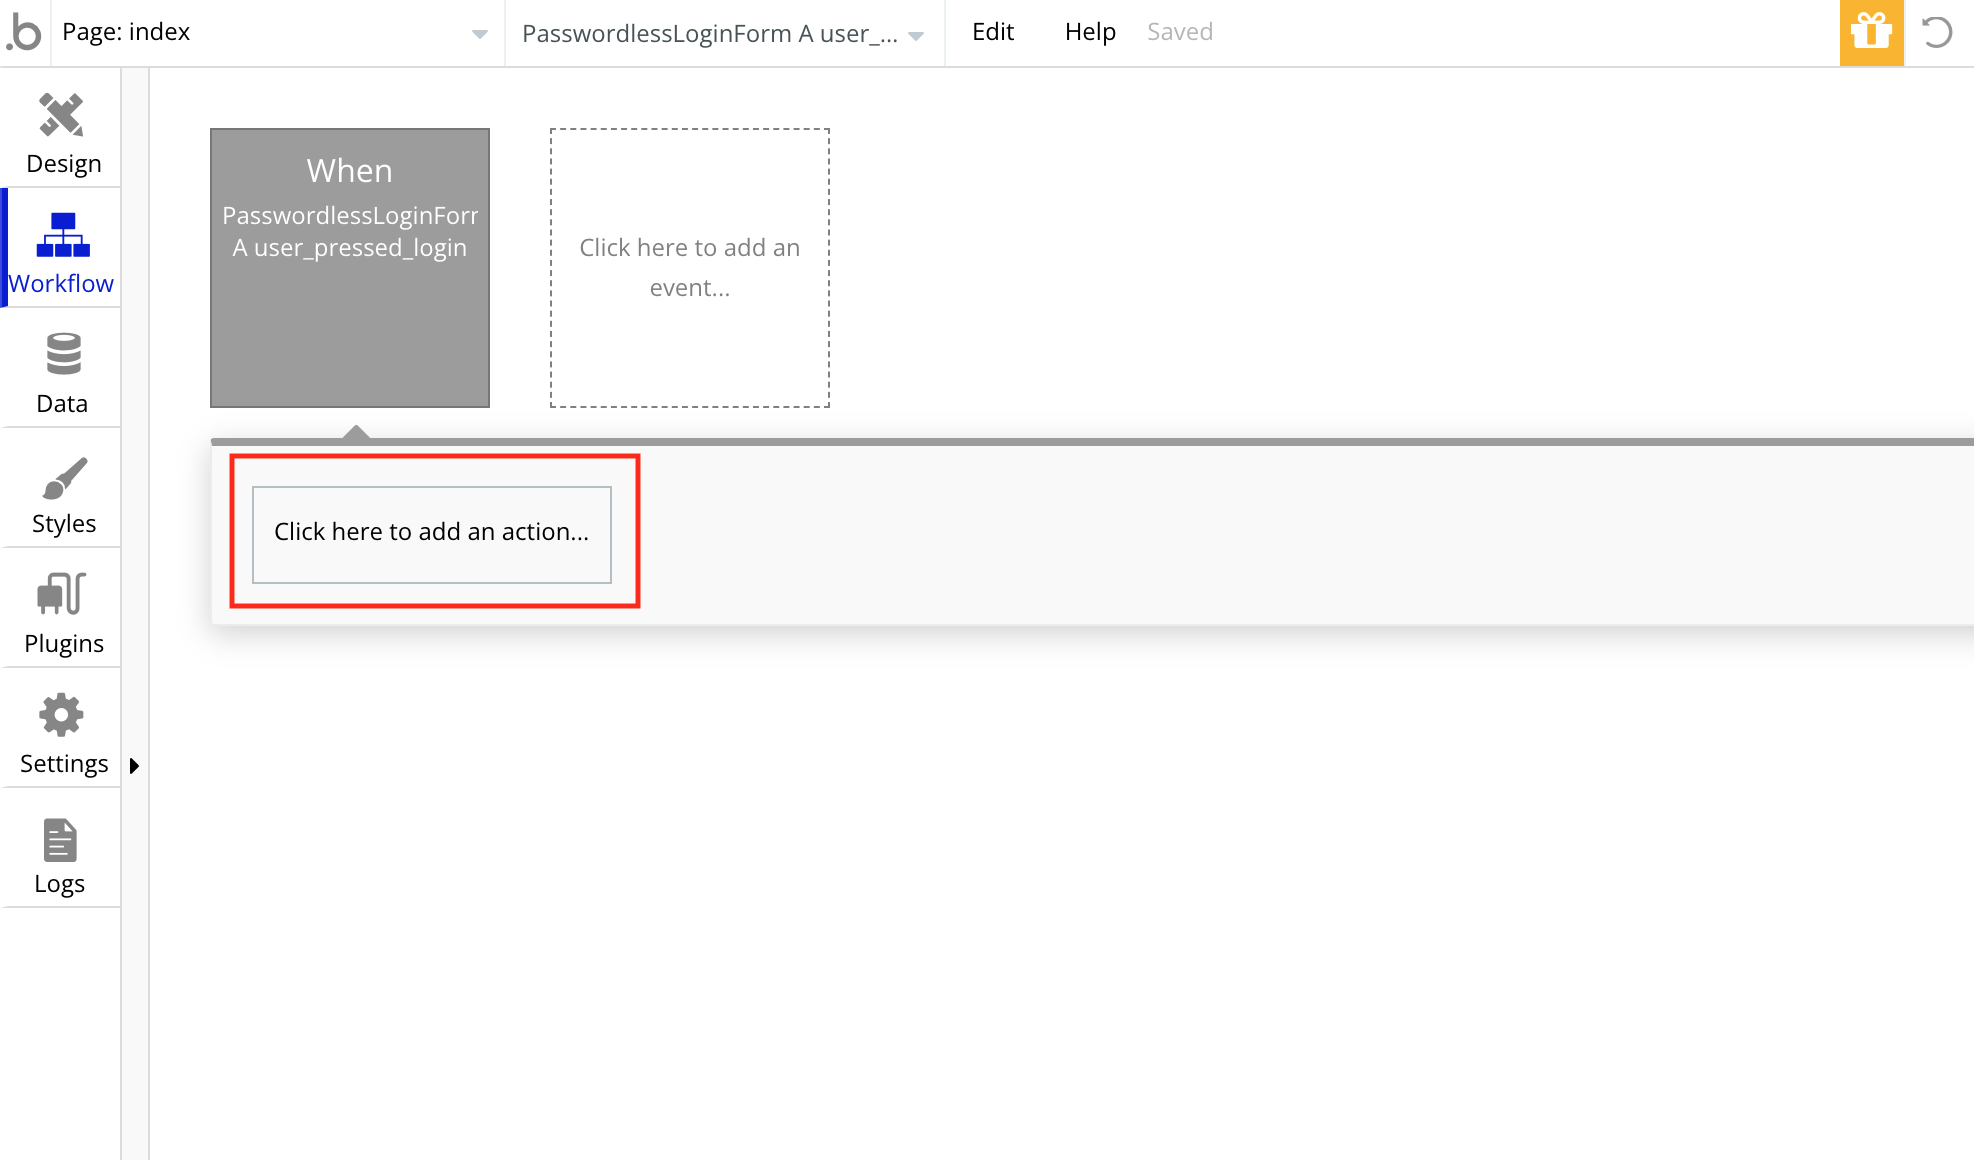 .b
Page: index
PasswordlessLoginForm A user_...
Edit
Help
Saved
Design
Workflow
Data
Styles
Plugins
Settings
Logs
When
PasswordlessLoginForr
A user_pressed_login
Click here to add an
event...
Click here to add an action...